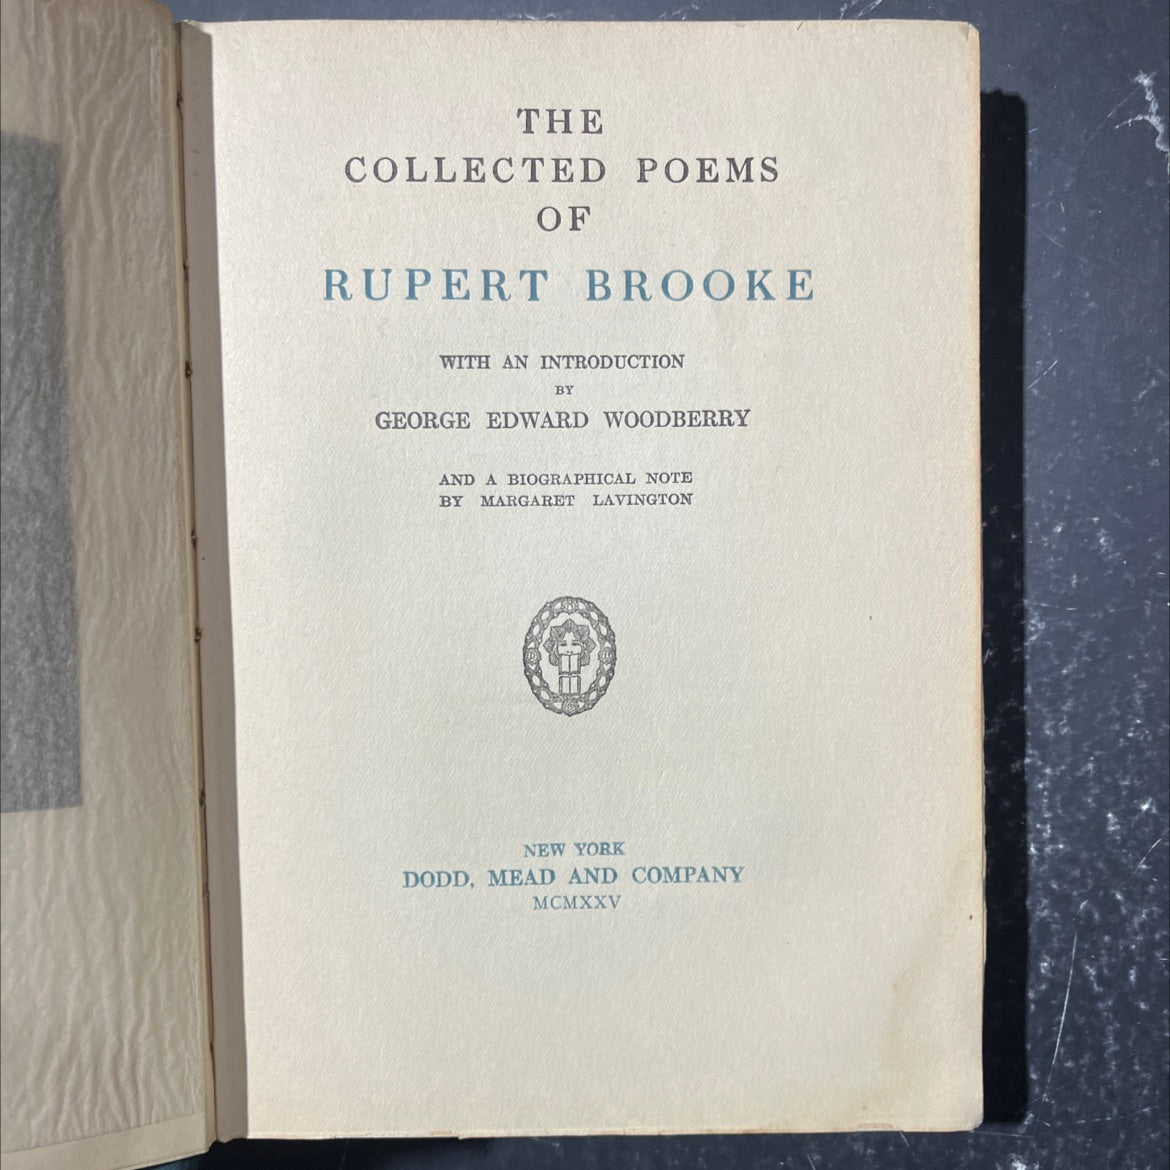 THE
COLLECTED POEMS
OF
RUPERT BROOKE
WITH AN INTRODUCTION
BY
GEORGE EDWARD WOODBERRY
AND A BIOGRAPHICAL NOTE
BY MARGARET LAVINGTON
NEW YORK
DODD, MEAD AND COMPANY
MCMXXV